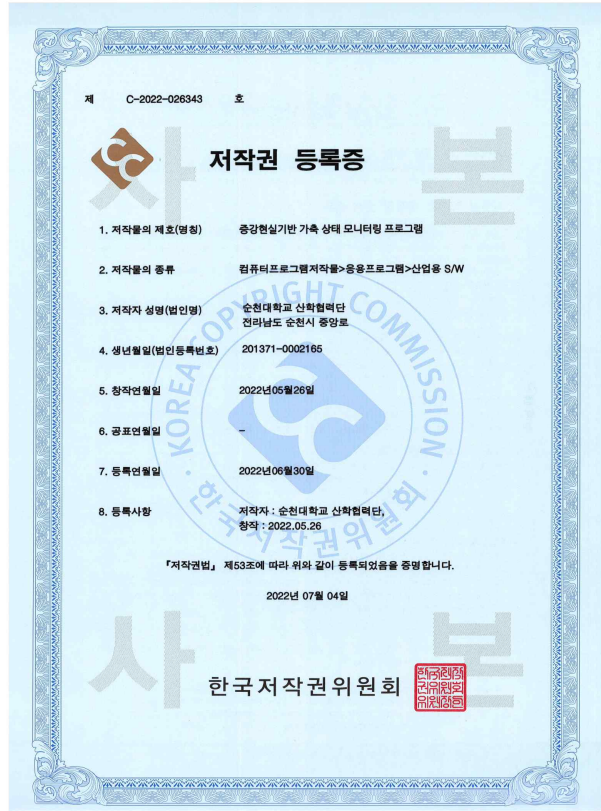 제 C-2022-026343 호
저작권 등록증
1. 저작물의 제호(명칭) 증강현실기반 가축 상태 모니터링 프로그램
2. 저작물의 종류 컴퓨터프로그램저작물>응용프로그램>산업용 S/W
3. 저작자 성명(법인명) 순천대학교 산학협력단
전라남도 순천시 중앙로
4. 생년월일(법인등록번호) 201371-0002165
5. 창작연월일 2022년05월26일
6. 공표연월일 -
7. 등록연월일 2022년06월30일
8. 등록사항 저작자 : 순천대학교 산학협력단,
창작 : 2022.05.26
『저작권법』 제53조에 따라 위와 같이 등록되었음을 증명합니다.
2022년 07월 04일
한국저작권위원회
사본
사본
KOREA COPYRIGHT COMMISSION
한국저작권위원회